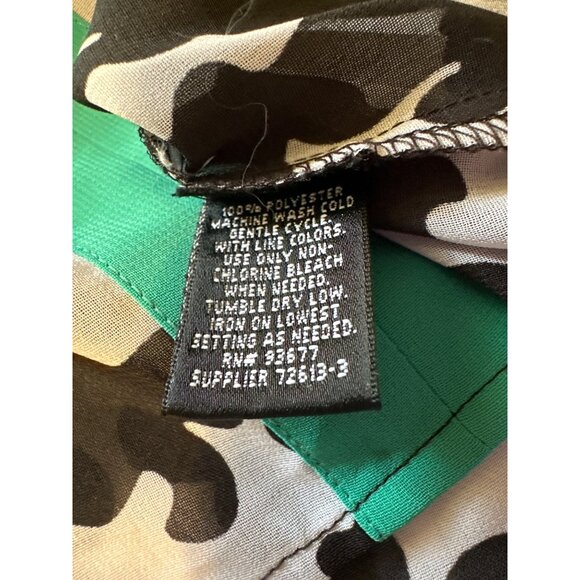 100% POLYESTER
MACHINE WASH COLD
GENTLE CYCLE
WITH LIKE COLORS.
USE ONLY NON-
CHLORINE BLEACH
WHEN NEEDED.
TUMBLE DRY LOW.
IRON ON LOWEST
SETTING AS NEEDED.
RN# 93677
SUPPLIER 72613-3